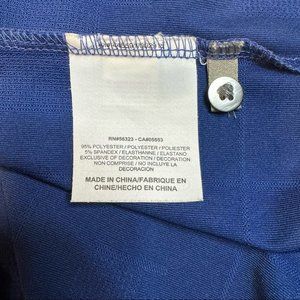 RN#56323 - CA#05553
95% POLYESTER / POLYESTER / POLIESTER
5% SPANDEX / ELASTHANNE / ELASTANO
EXCLUSIVE OF DECORATION / DECORATION
NON COMPRISE / NO INCLUYE LA
DECORACIÓN
MADE IN CHINA/FABRIQUE EN
CHINE/HECHO EN CHINA